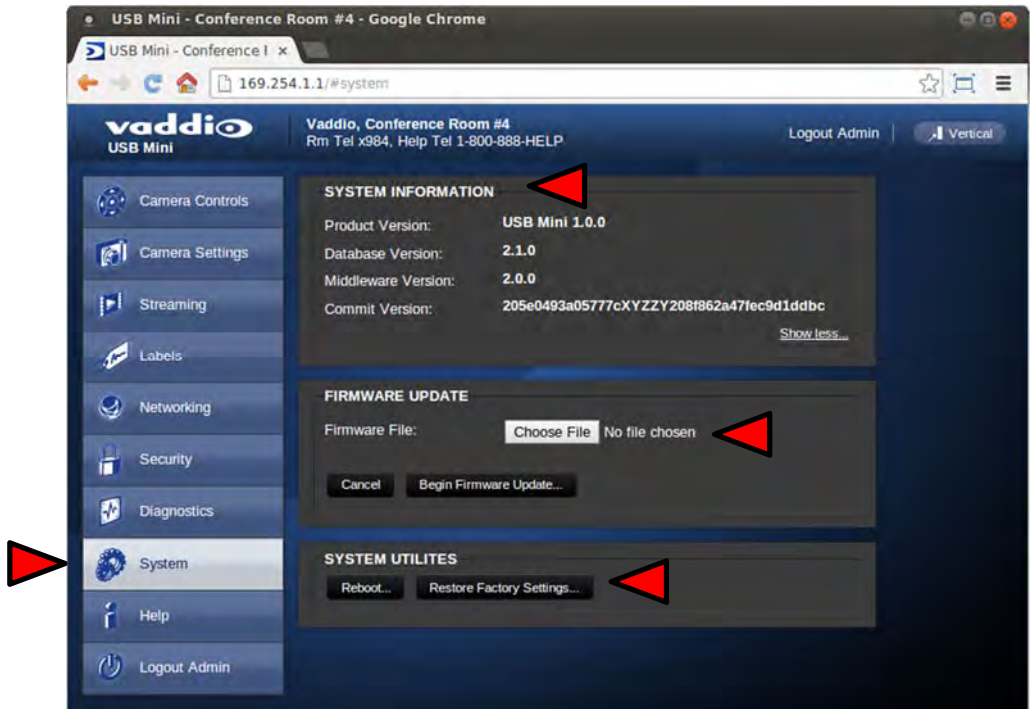 USB Mini - Conference Room #4 - Google Chrome
USB Mini - Conference I ×
169.254.1.1/#system
vaddio
USB Mini
Vaddio, Conference Room #4
Rm Tel x984, Help Tel 1-800-888-HELP
Logout Admin
Vertical
Camera Controls
Camera Settings
Streaming
Labels
Networking
Security
Diagnostics
System
Help
Logout Admin
SYSTEM INFORMATION
Product Version: USB Mini 1.0.0
Database Version: 2.1.0
Middleware Version: 2.0.0
Commit Version: 205e0493a05777cXYZZY208f862a47fec9d1ddbc
Show less...
FIRMWARE UPDATE
Firmware File: Choose File No file chosen
Cancel Begin Firmware Update...
SYSTEM UTILITES
Reboot... Restore Factory Settings...